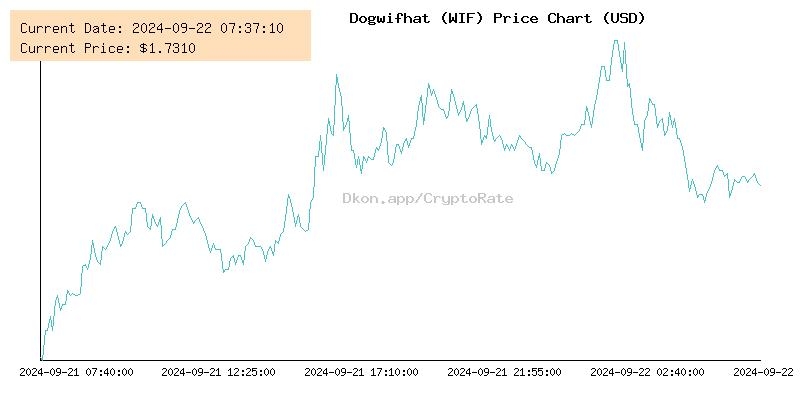 Dogwifhat (WIF) Price Chart (USD)
Current Date: 2024-09-22 07:37:10
Current Price: $1.7310
Dkon.app/CryptoRate
2024-09-21 07:40:00 2024-09-21 12:25:00 2024-09-21 17:10:00 2024-09-21 21:55:00 2024-09-22 02:40:00 2024-09-22